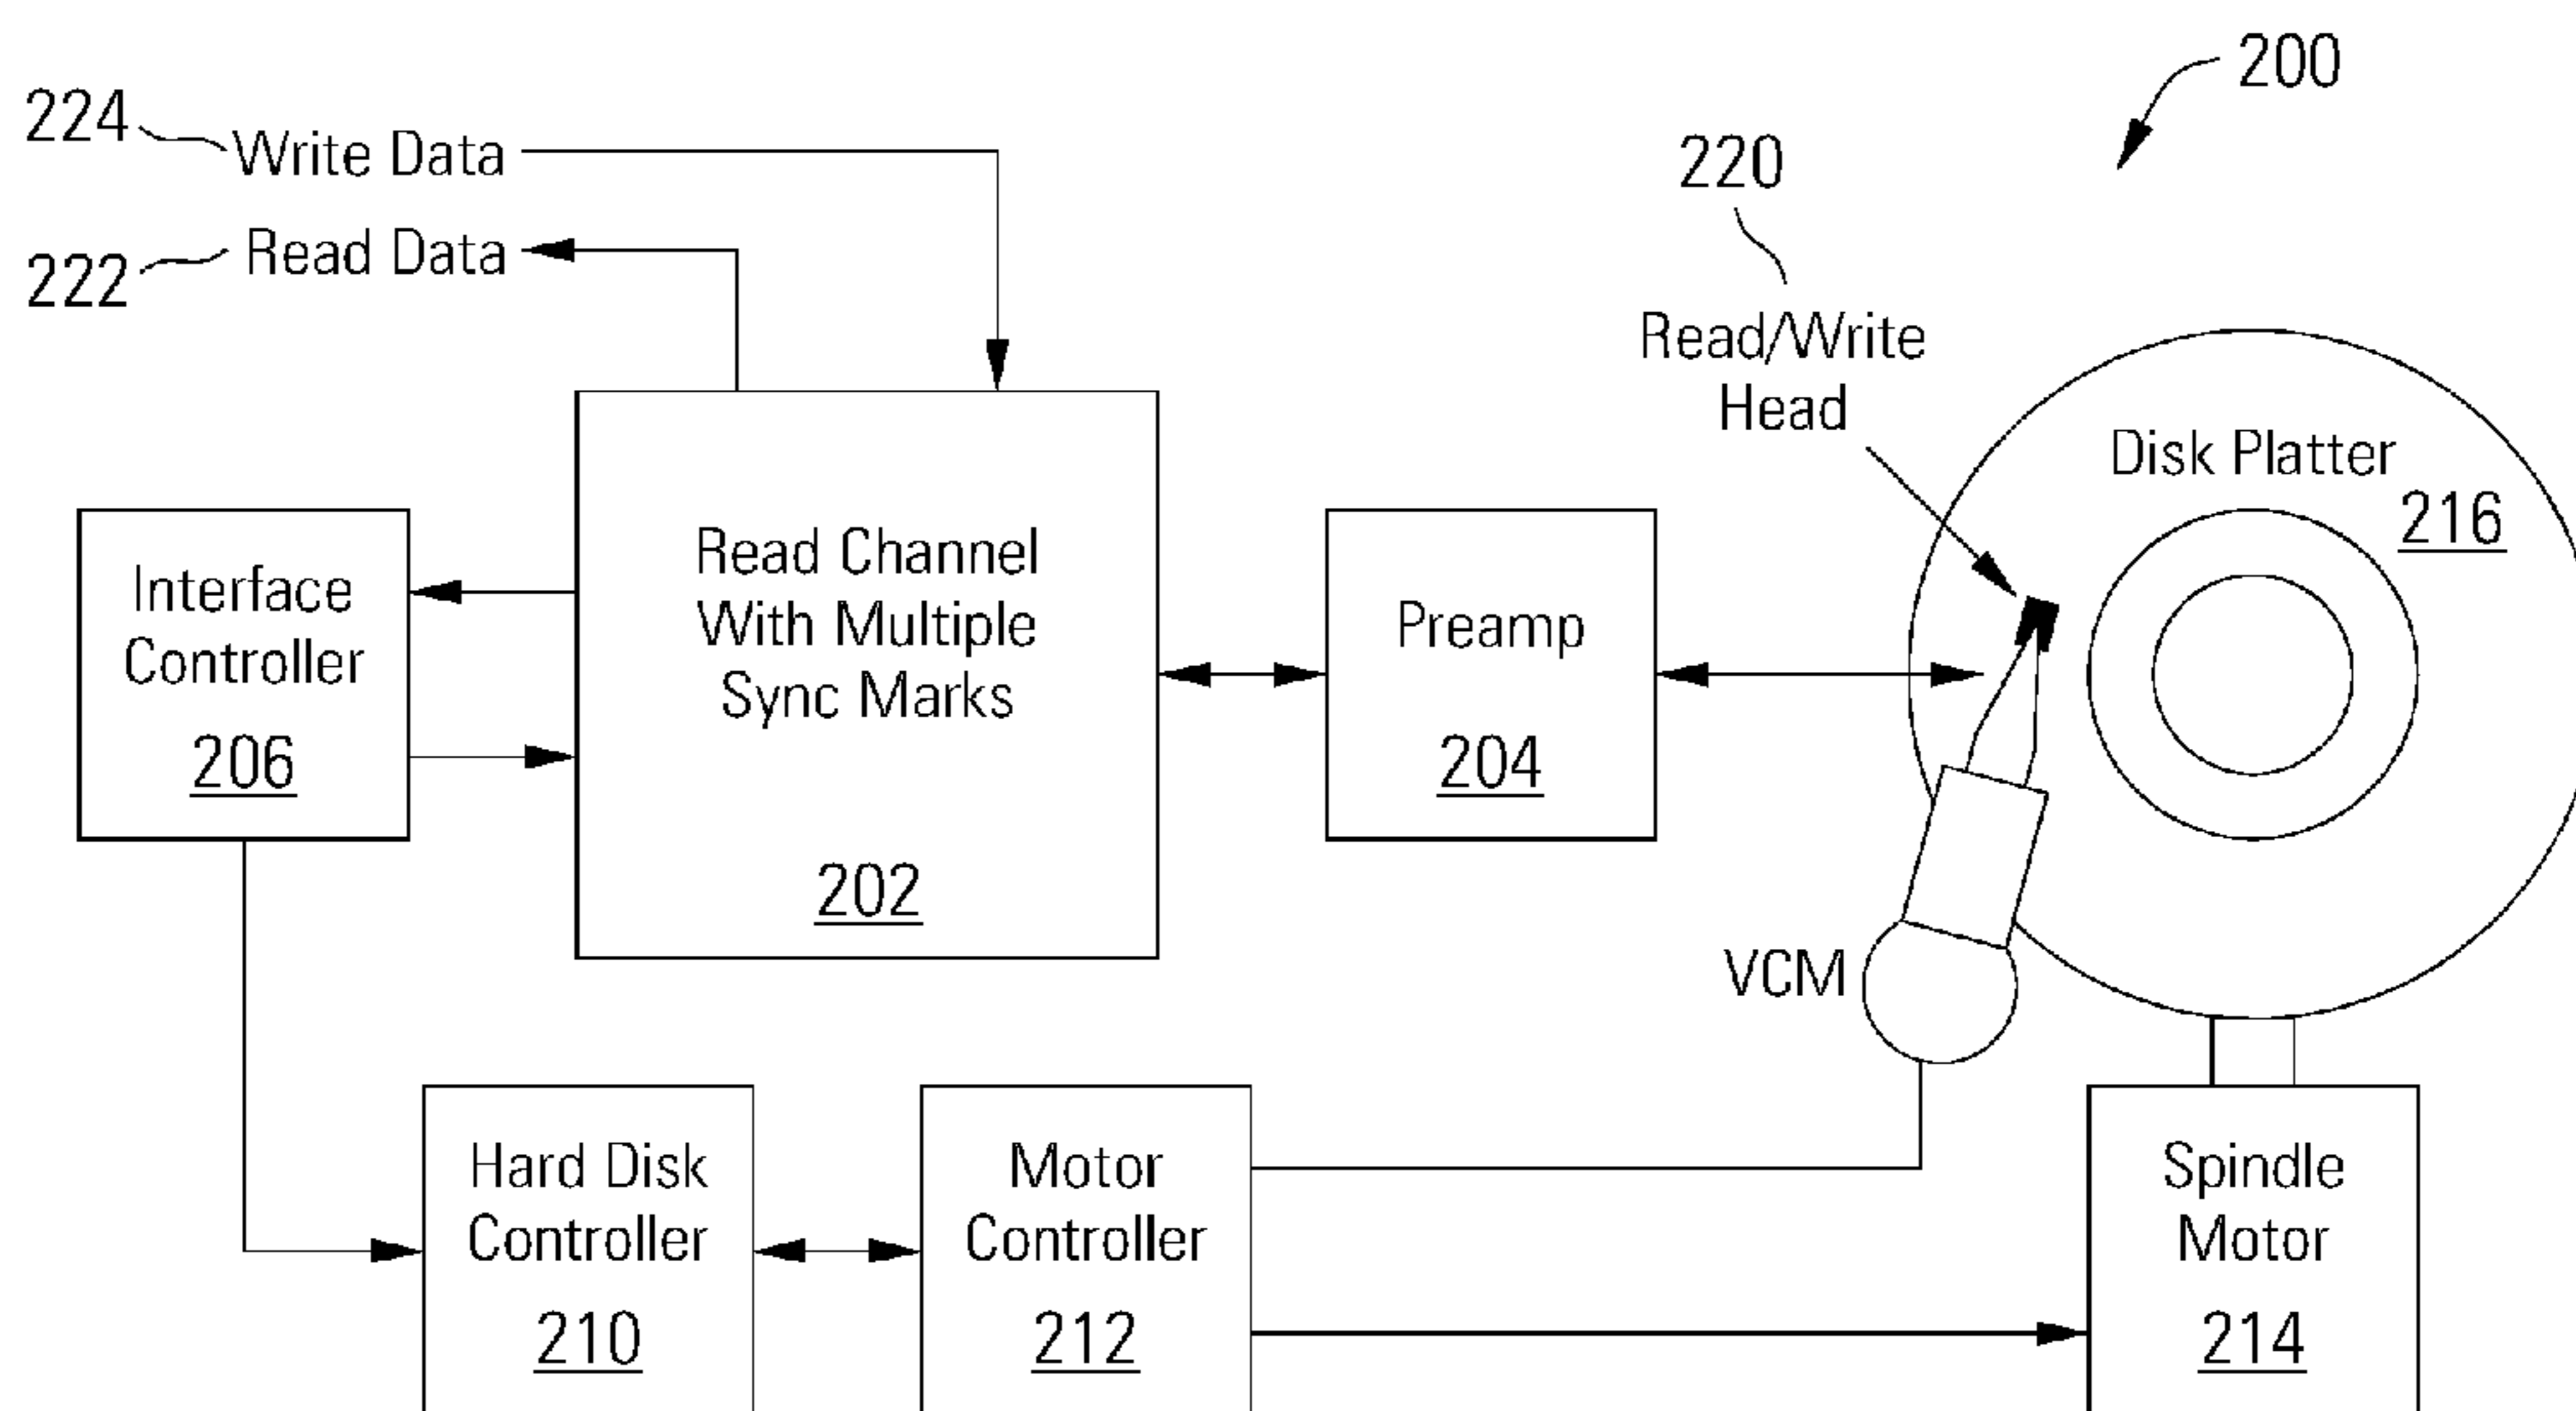 200
224
Write Data
220
222
Read Data
Read/Write
Head
Disk Platter
216
Interface
Controller
206
Read Channel
With Multiple
Sync Marks
202
Preamp
204
VCM
Hard Disk
Controller
210
Motor
Controller
212
Spindle
Motor
214